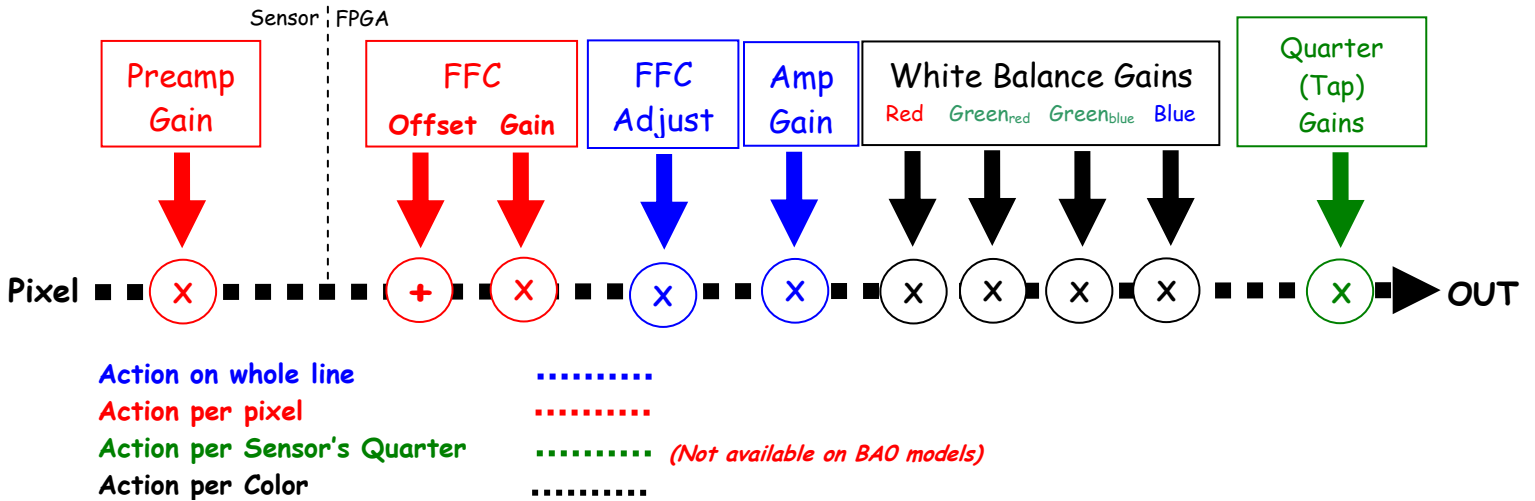 Sensor FPGA
Preamp
Gain
FFC
Offset Gain
FFC
Adjust
Amp
Gain
White Balance Gains
Red Greenred Greenblue Blue
Quarter
(Tap)
Gains
Pixel X + X X X X X X X X OUT
Action on whole line
Action per pixel
Action per Sensor's Quarter (Not available on BA0 models)
Action per Color